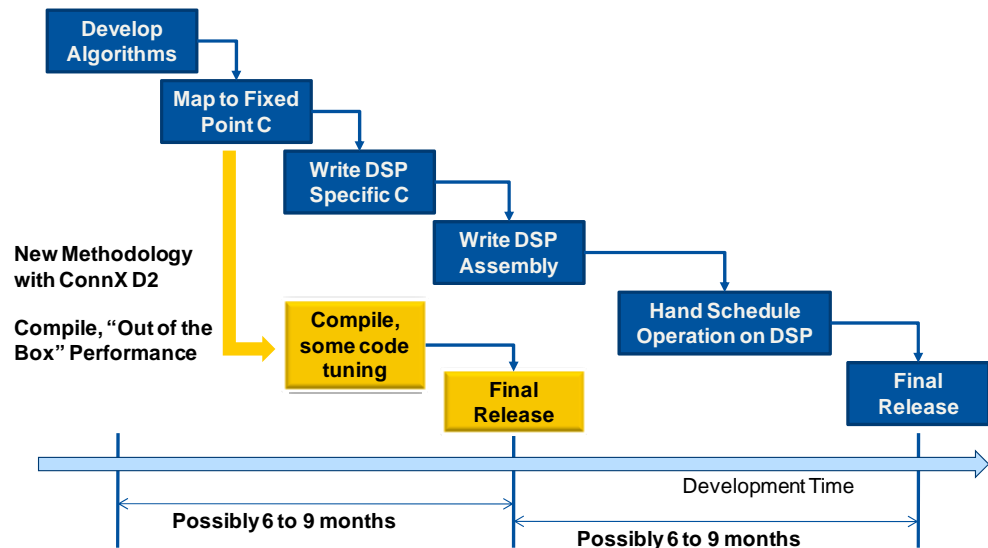 Develop
Algorithms
Map to Fixed
Point C
Write DSP
Specific C
Write DSP
Assembly
Hand Schedule
Operation on DSP
Final
Release
New Methodology
with ConnX D2
Compile, “Out of the
Box” Performance
Compile,
some code
tuning
Final
Release
Development Time
Possibly 6 to 9 months
Possibly 6 to 9 months